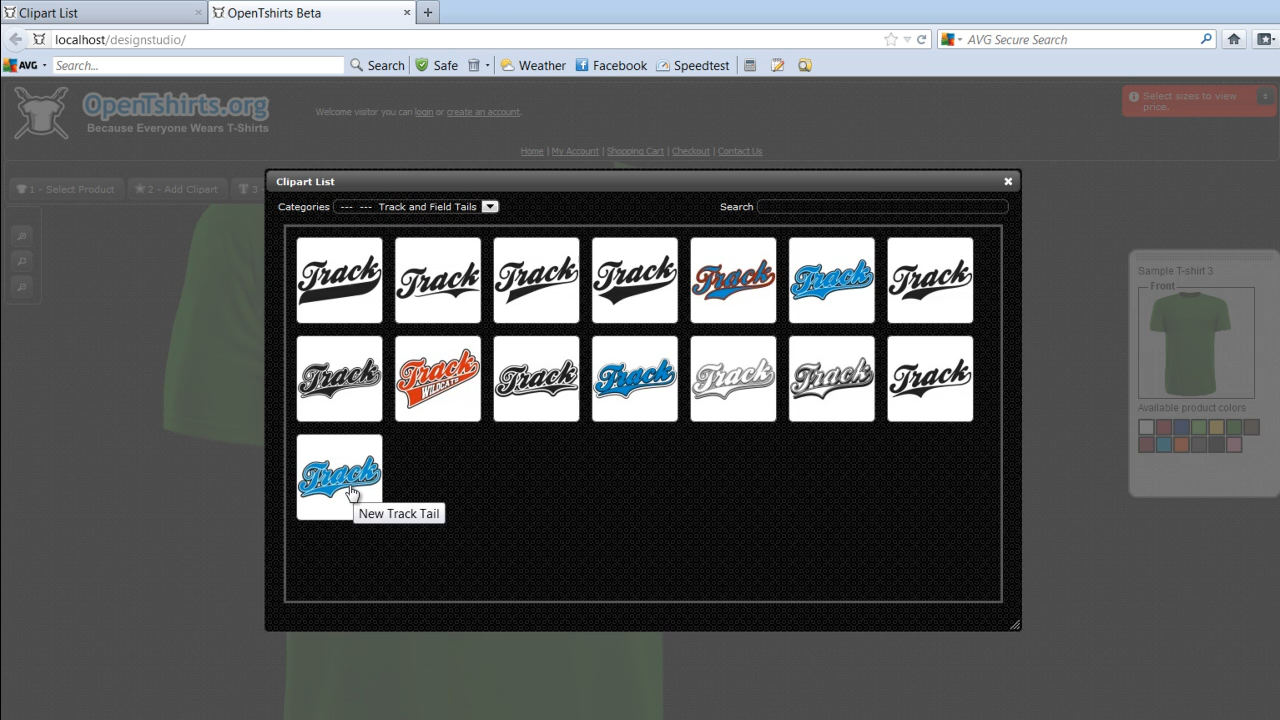 Clipart List
OpenTshirts Beta
localhost/designstudio/
AVG Secure Search
AVG
Search...
Search
Safe
Weather
Facebook
Speedtest
OpenTshirts.org
Because Everyone Wears T-Shirts
Welcome visitor you can login or create an account.
Select sizes to view
price.
Home | My Account | Shopping Cart | Checkout | Contact Us
1 - Select Product
2 - Add Clipart
3 -
Clipart List
Categories
--- --- Track and Field Tails
Search
Track
Track
Track
Track
Track
Track
Track
Track
Track
WILDCATS
Track
Track
Track
Track
Track
Track
New Track Tail
Sample T-shirt 3
Front
Available product colors